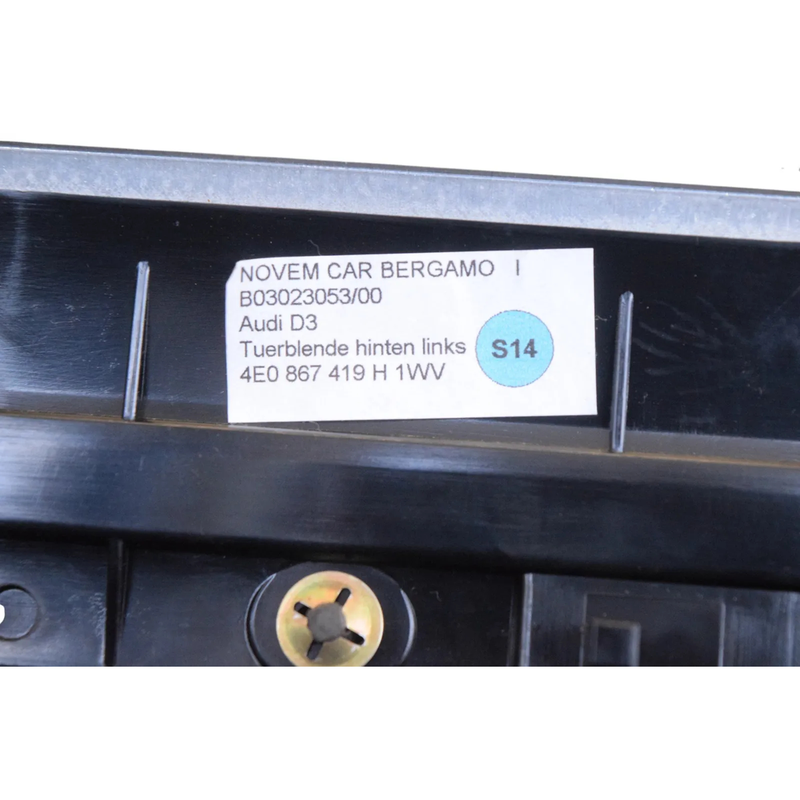 NOVEM CAR BERGAMO I
B03023053/00
Audi D3
Tuerblende hinten links
4E0 867 419 H 1WV
S14